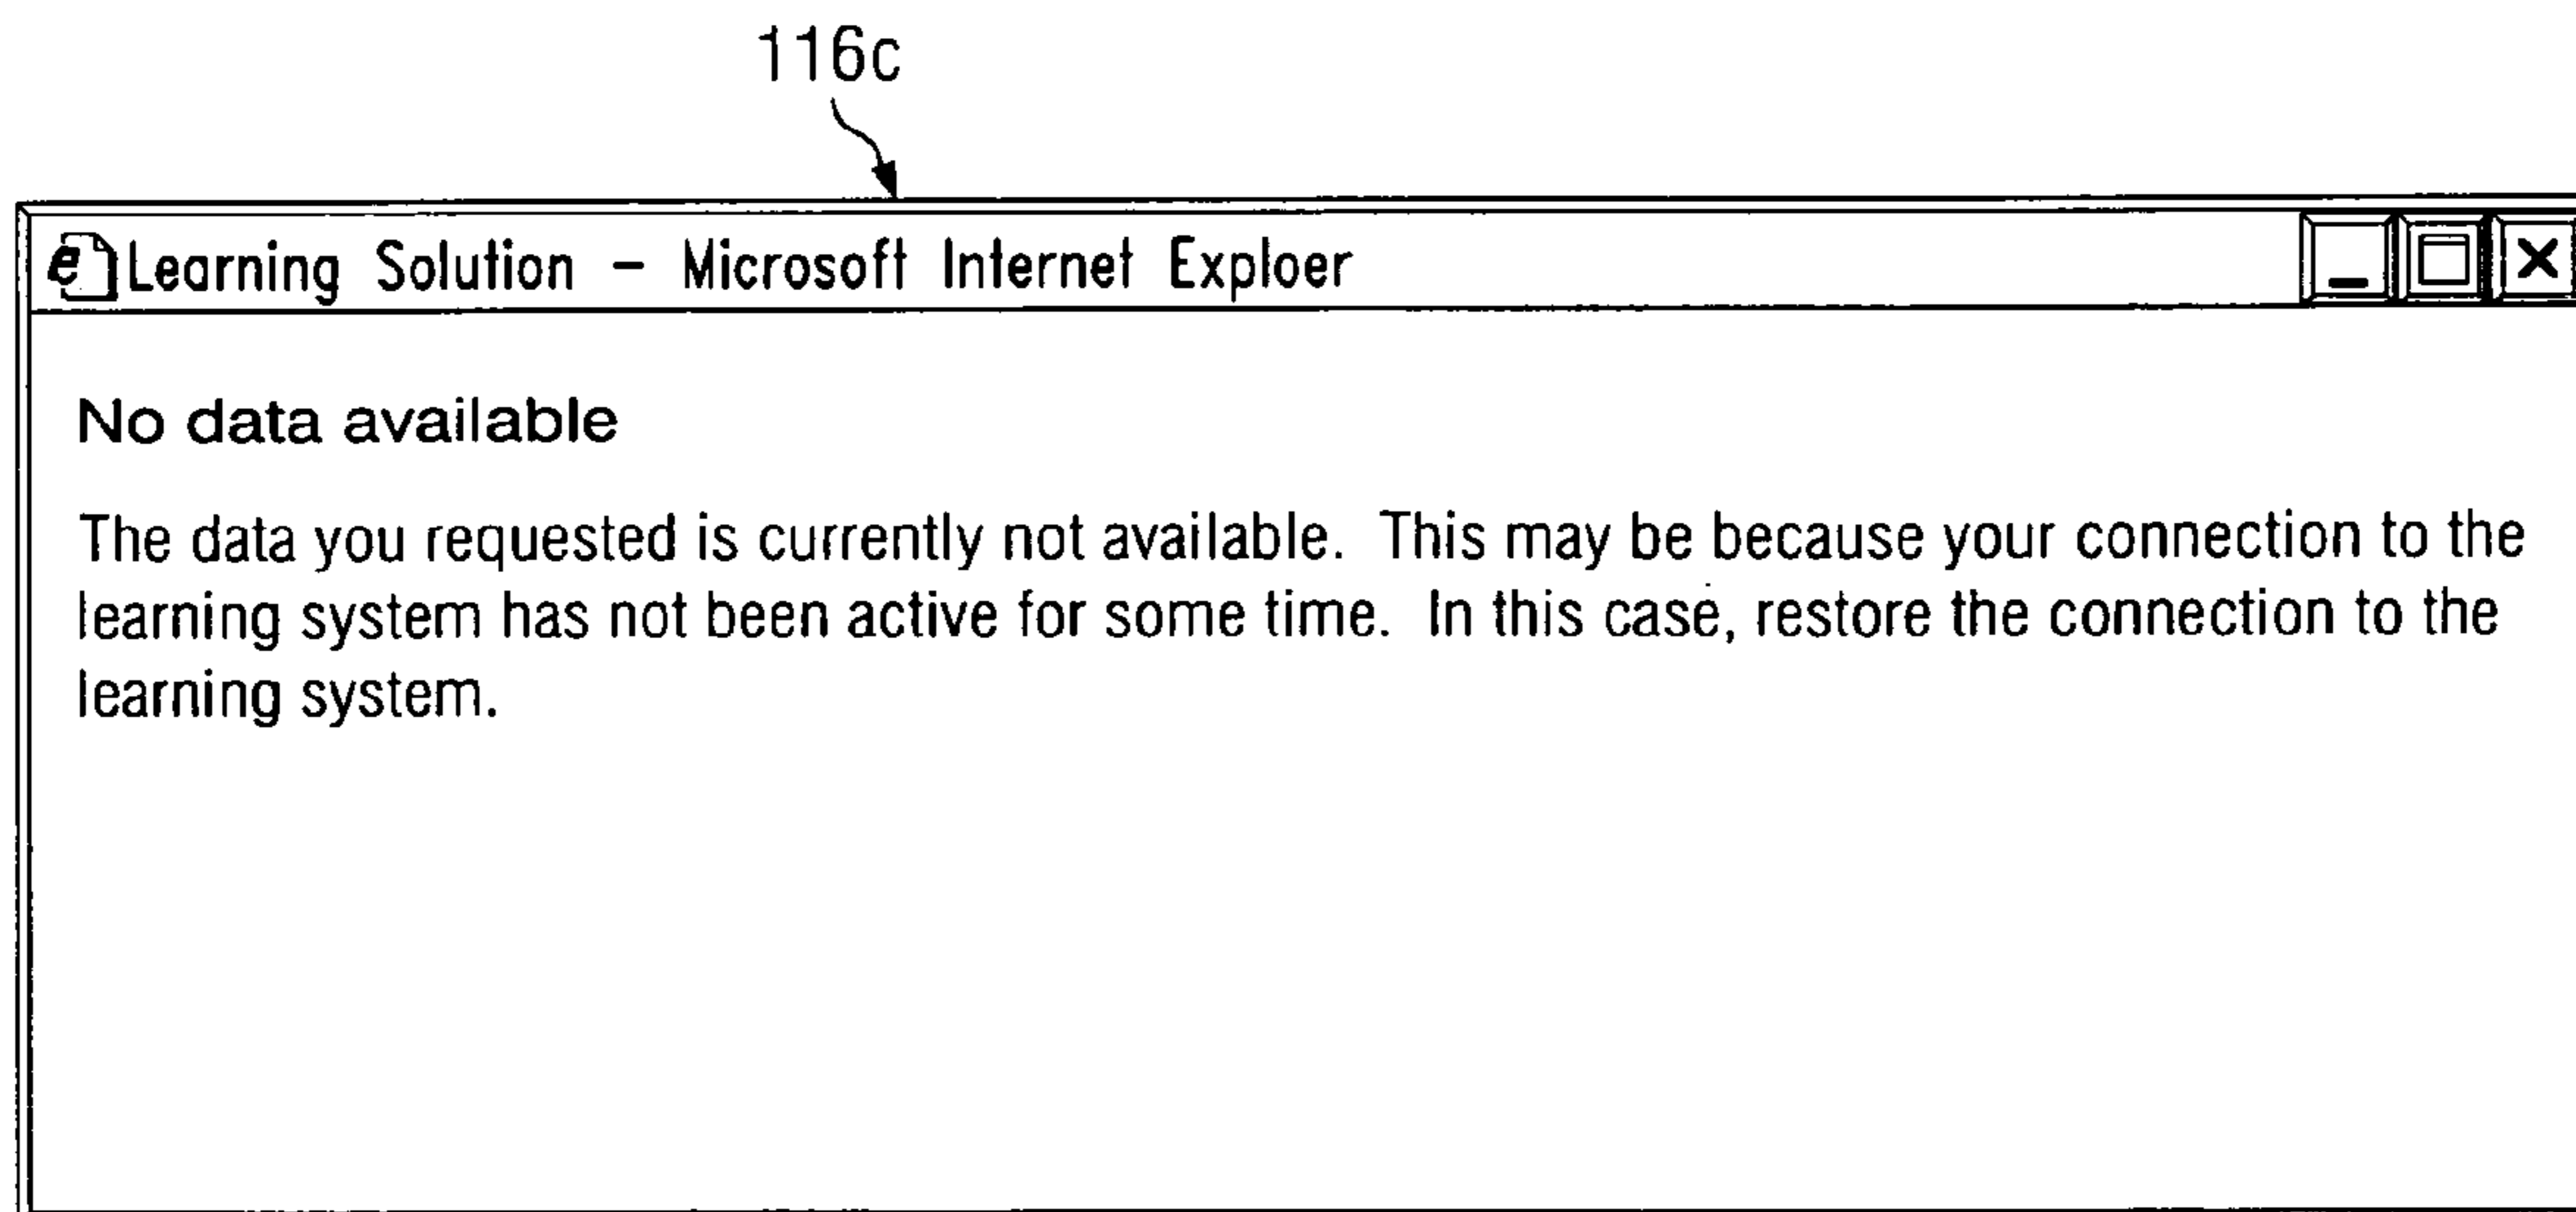 116c
Learning Solution - Microsoft Internet Exploer
No data available
The data you requested is currently not available. This may be because your connection to the
learning system has not been active for some time. In this case, restore the connection to the
learning system.